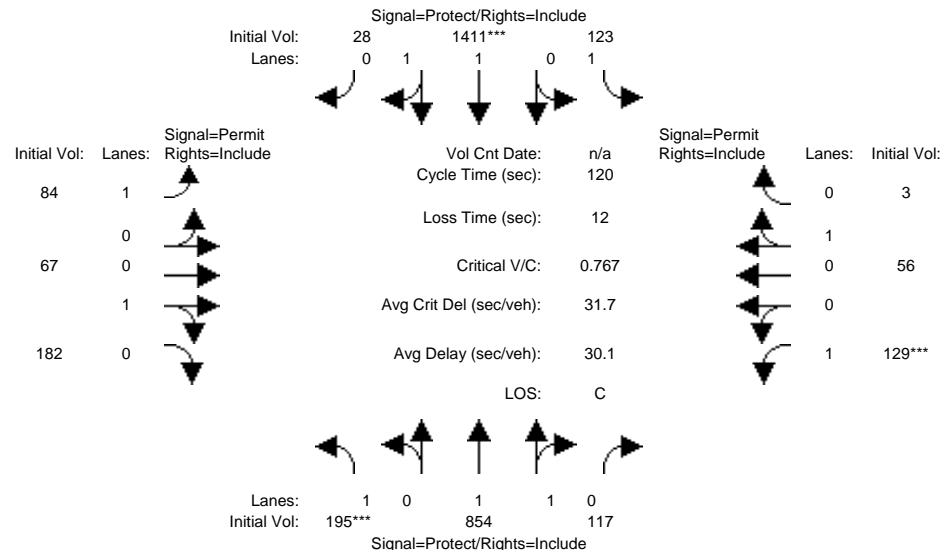 Signal=Protect/Rights=Include
Initial Vol: 28 1411*** 123
Lanes: 0 1 1 0 1
Signal=Permit Signal=Permit
Initial Vol: Lanes: Rights=Include Vol Cnt Date: n/a Rights=Include Lanes: Initial Vol:
Cycle Time (sec): 120
84 1 0 3
Loss Time (sec): 12
0 1
67 0 Critical V/C: 0.767 0 56
1 Avg Crit Del (sec/veh): 31.7 0
182 0 Avg Delay (sec/veh): 30.1 1 129***
LOS: C
Lanes: 1 0 1 1 0
Initial Vol: 195*** 854 117
Signal=Protect/Rights=Include